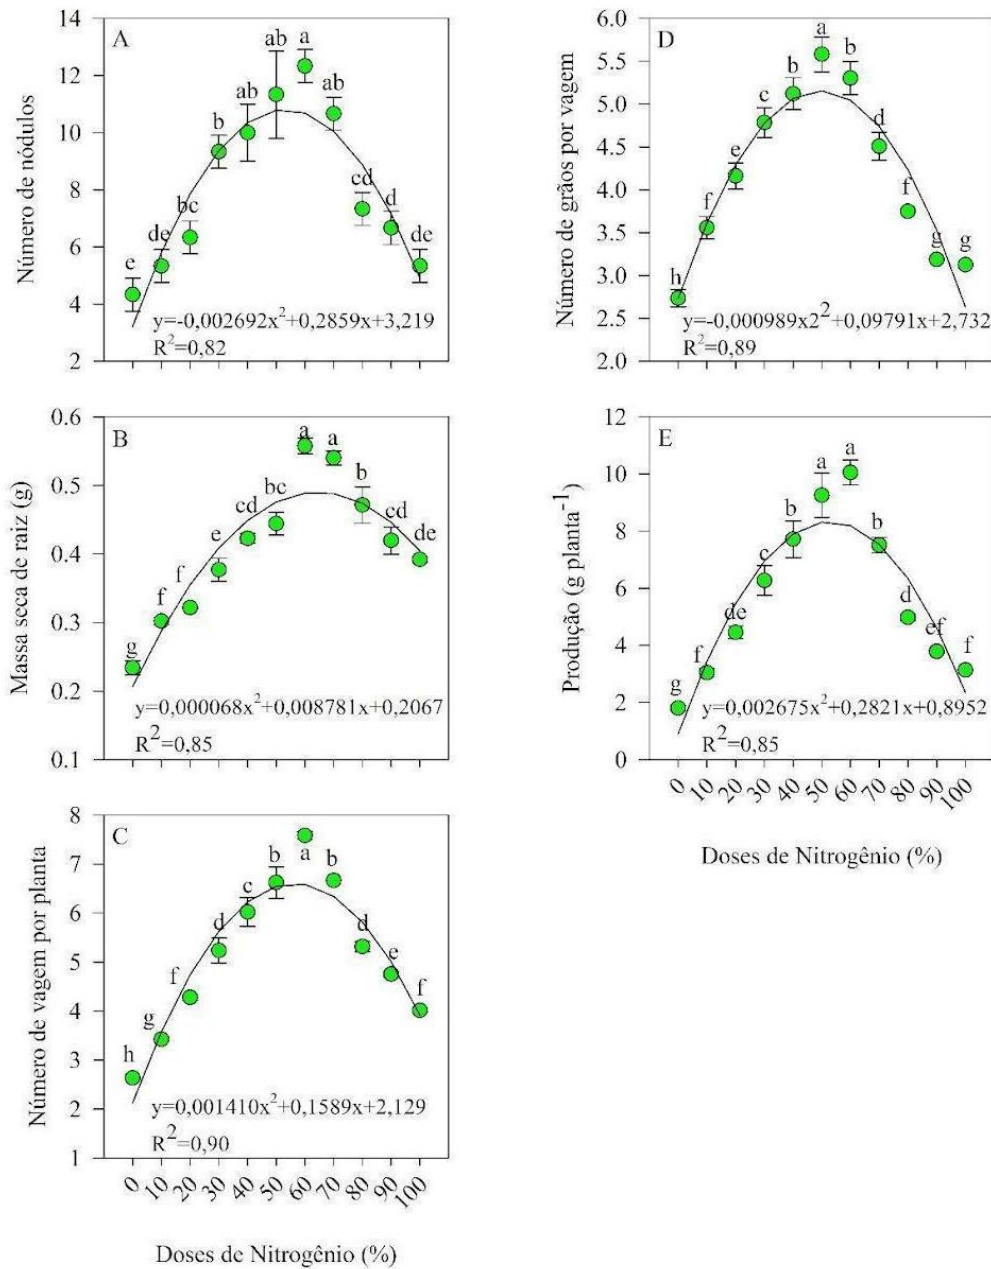 A
Número de nódulos
14
12
10
8
6
4
2
e
de
bc
b
ab
ab
a
ab
cd
d
de
y=-0,002692x²+0,2859x+3,219
R²=0,82
B
Massa seca de raiz (g)
0.6
0.5
0.4
0.3
0.2
0.1
g
f
f
e
cd
bc
a
a
b
cd
de
y=0,000068x²+0,008781x+0,2067
R²=0,85
C
Número de vagem por planta
8
7
6
5
4
3
2
1
h
g
f
d
c
b
a
b
d
e
f
y=0,001410x²+0,1589x+2,129
R²=0,90
0 10 20 30 40 50 60 70 80 90 100
Doses de Nitrogênio (%)
D
Número de grãos por vagem
6.0
5.5
5.0
4.5
4.0
3.5
3.0
2.5
2.0
h
f
e
c
b
a
b
d
f
g
g
y=-0,000989x2²+0,09791x+2,732
R²=0,89
E
Produção (g planta⁻¹)
12
10
8
6
4
2
0
g
f
de
c
b
a
a
b
d
ef
f
y=0,002675x²+0,2821x+0,8952
R²=0,85
0 10 20 30 40 50 60 70 80 90 100
Doses de Nitrogênio (%)